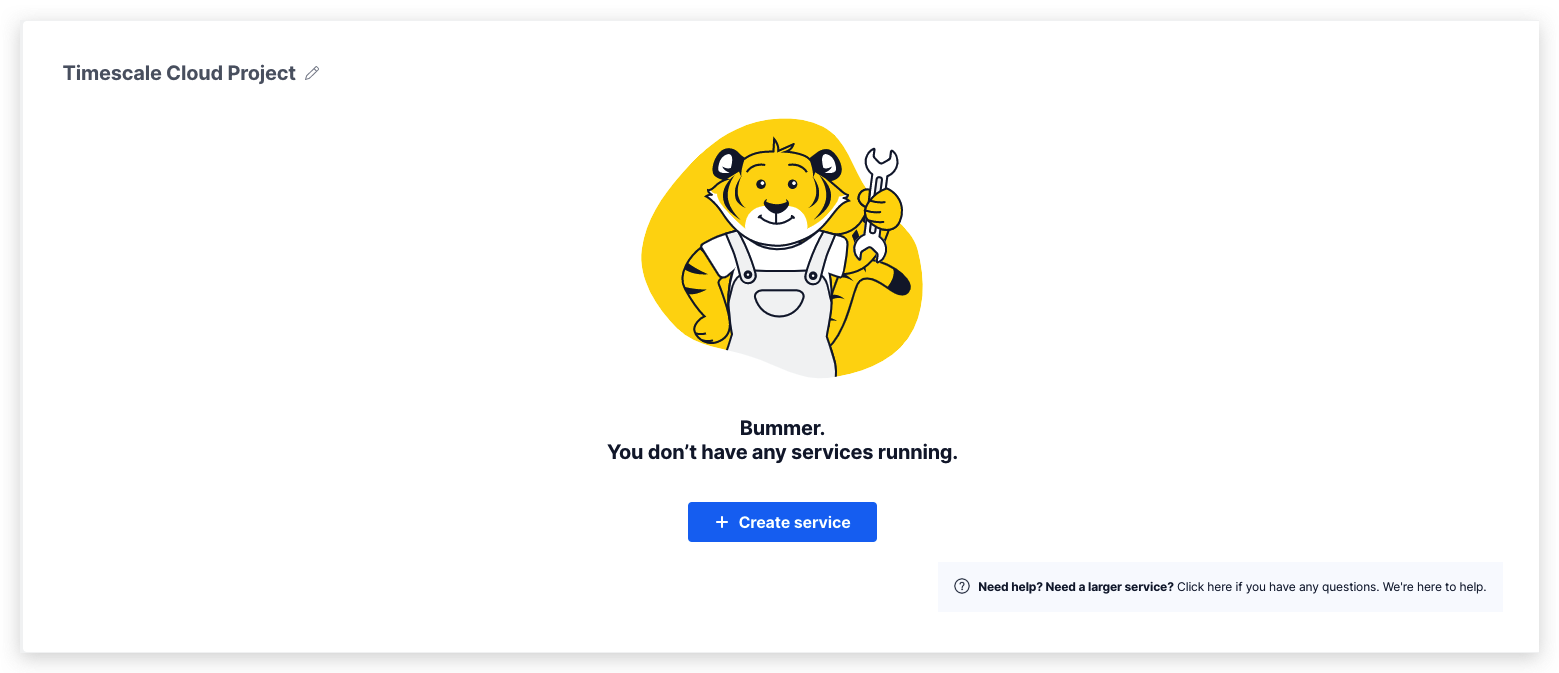 Timescale Cloud Project
Bummer.
You don’t have any services running.
+ Create service
Need help? Need a larger service? Click here if you have any questions. We're here to help.